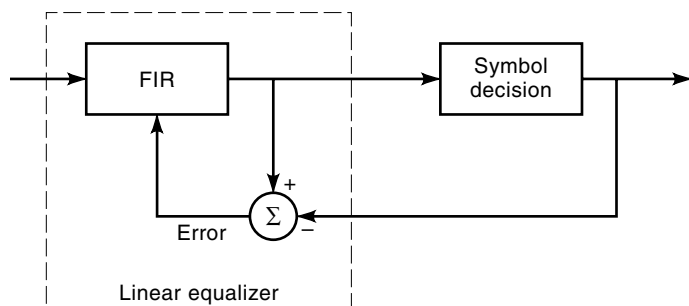 FIR
Symbol
decision
+
Σ
−
Error
Linear equalizer